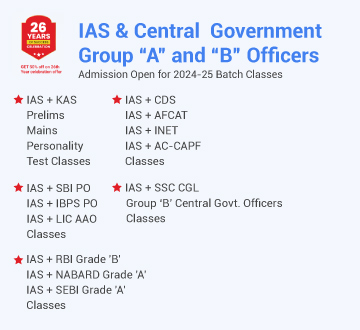 26
YEARS
CELEBRATION
GET 50% off on 26th
Year celebration offer
IAS & Central Government
Group “A” and “B” Officers
Admission Open for 2024-25 Batch Classes
IAS + KAS
Prelims
Mains
Personality
Test Classes
IAS + CDS
IAS + AFCAT
IAS + INET
IAS + AC-CAPF
Classes
IAS + SBI PO
IAS + IBPS PO
IAS + LIC AAO
Classes
IAS + SSC CGL
Group ‘B’ Central Govt. Officers
Classes
IAS + RBI Grade 'B'
IAS + NABARD Grade 'A'
IAS + SEBI Grade 'A'
Classes